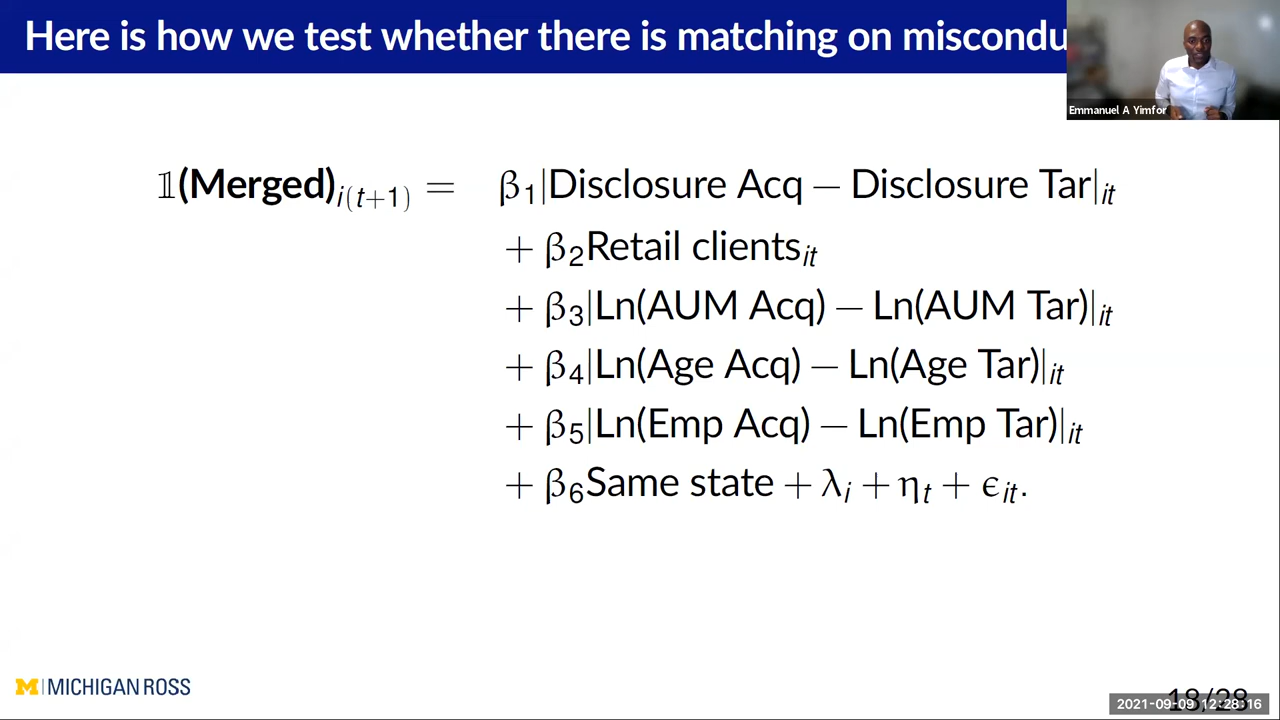 Here is how we test whether there is matching on miscondu
Emmanuel A Yimfor
𝟙(Merged)i(t+1) = β1|Disclosure Acq − Disclosure Tar|it
+ β2Retail clientsit
+ β3|Ln(AUM Acq) − Ln(AUM Tar)|it
+ β4|Ln(Age Acq) − Ln(Age Tar)|it
+ β5|Ln(Emp Acq) − Ln(Emp Tar)|it
+ β6Same state + λi + ηt + ϵit.
M | MICHIGAN ROSS
18/28
2021-09-09 12:28:16